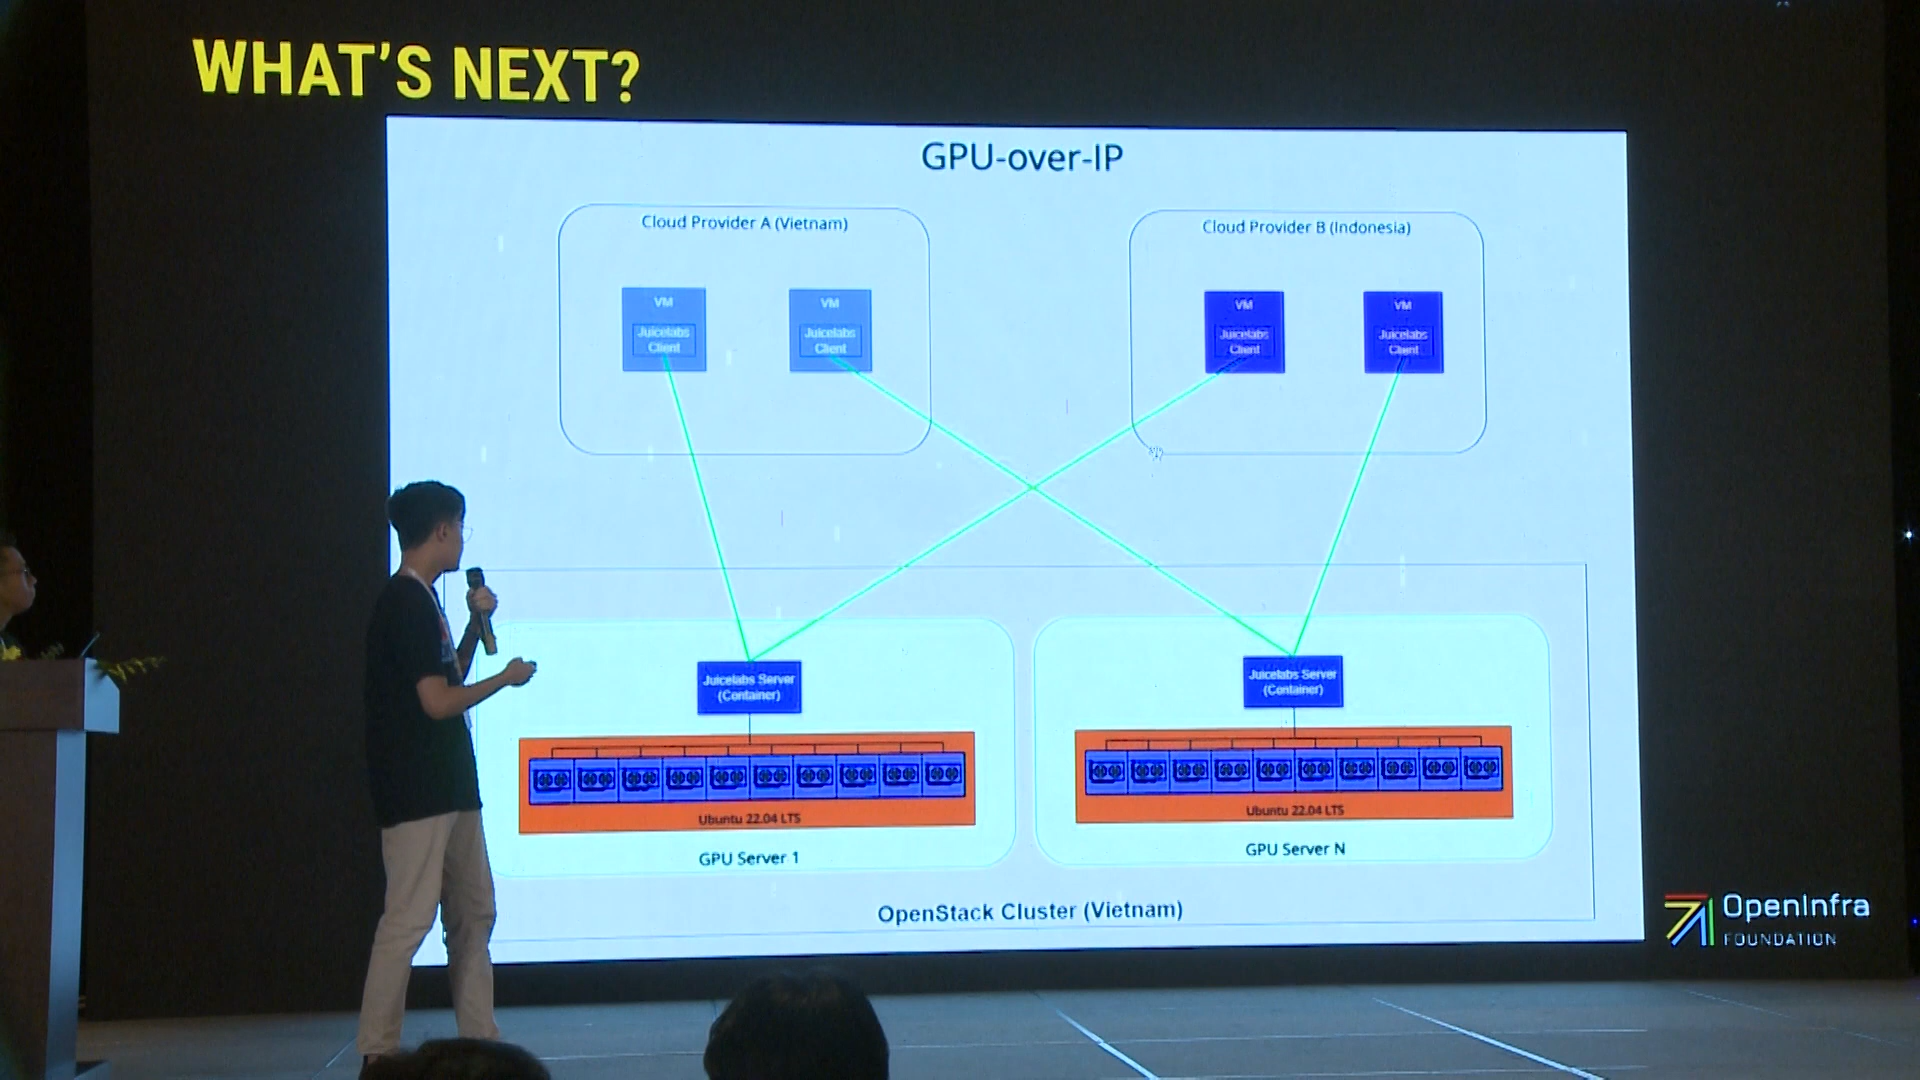 WHAT'S NEXT?
GPU-over-IP
Cloud Provider A (Vietnam)
Cloud Provider B (Indonesia)
VM
Juicelabs
Client
VM
Juicelabs
Client
VM
Juicelabs
Client
VM
Juicelabs
Client
Juicelabs Server
(Container)
Juicelabs Server
(Container)
Ubuntu 22.04 LTS
Ubuntu 22.04 LTS
GPU Server 1
GPU Server N
OpenStack Cluster (Vietnam)
OpenInfra
FOUNDATION